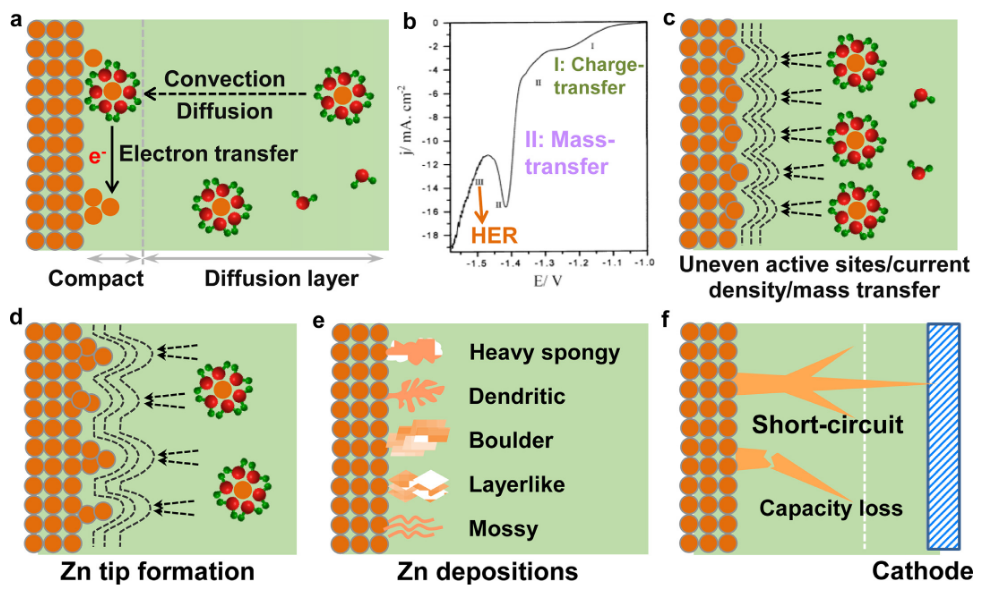 a
Convection
Diffusion
e-
Electron transfer
Compact
Diffusion layer
b
0
-2
-4
-6
-8
-10
-12
-14
-16
-18
j/ mA. cm-2
I
I: Charge-
transfer
II
II: Mass-
transfer
III
II
HER
-1.5
-1.4
-1.3
-1.2
-1.1
-1.0
E/ V
c
Uneven active sites/current
density/mass transfer
d
Zn tip formation
e
Heavy spongy
Dendritic
Boulder
Layerlike
Mossy
Zn depositions
f
Short-circuit
Capacity loss
Cathode